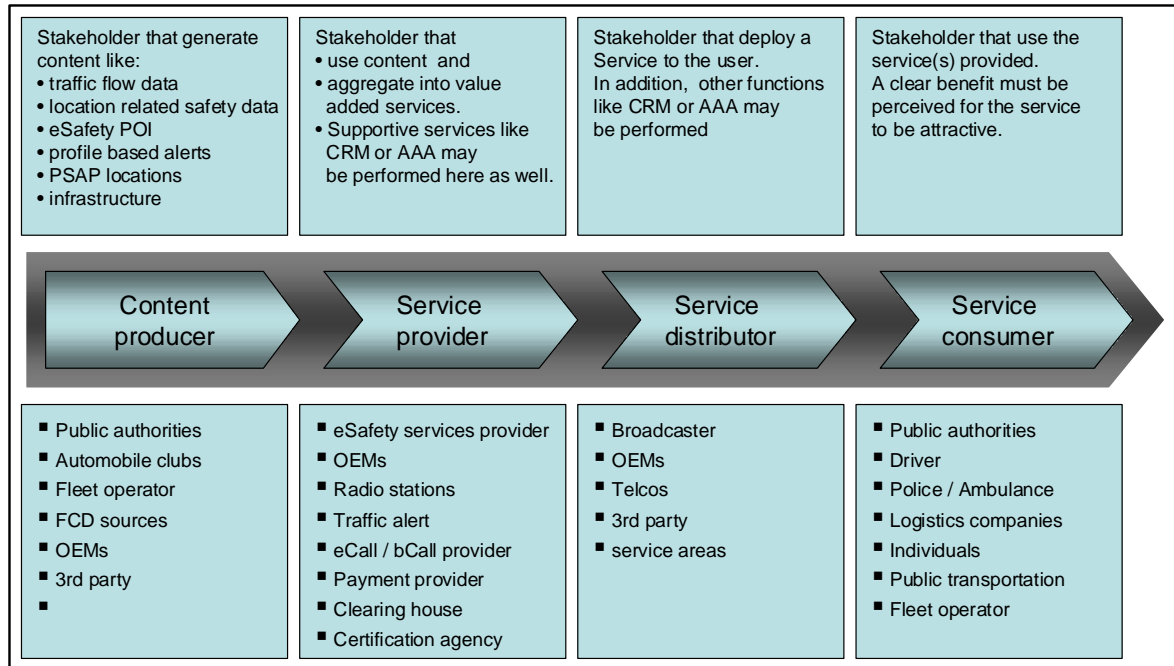 Stakeholder that generate
content like:
• traffic flow data
• location related safety data
• eSafety POI
• profile based alerts
• PSAP locations
• infrastructure
Stakeholder that
• use content and
• aggregate into value
added services.
• Supportive services like
CRM or AAA may
be performed here as well.
Stakeholder that deploy a
Service to the user.
In addition, other functions
like CRM or AAA may
be performed
Stakeholder that use the
service(s) provided.
A clear benefit must be
perceived for the service
to be attractive.
Content
producer
Service
provider
Service
distributor
Service
consumer
▪ Public authorities
▪ Automobile clubs
▪ Fleet operator
▪ FCD sources
▪ OEMs
▪ 3rd party
▪
▪ eSafety services provider
▪ OEMs
▪ Radio stations
▪ Traffic alert
▪ eCall / bCall provider
▪ Payment provider
▪ Clearing house
▪ Certification agency
▪ Broadcaster
▪ OEMs
▪ Telcos
▪ 3rd party
▪ service areas
▪ Public authorities
▪ Driver
▪ Police / Ambulance
▪ Logistics companies
▪ Individuals
▪ Public transportation
▪ Fleet operator